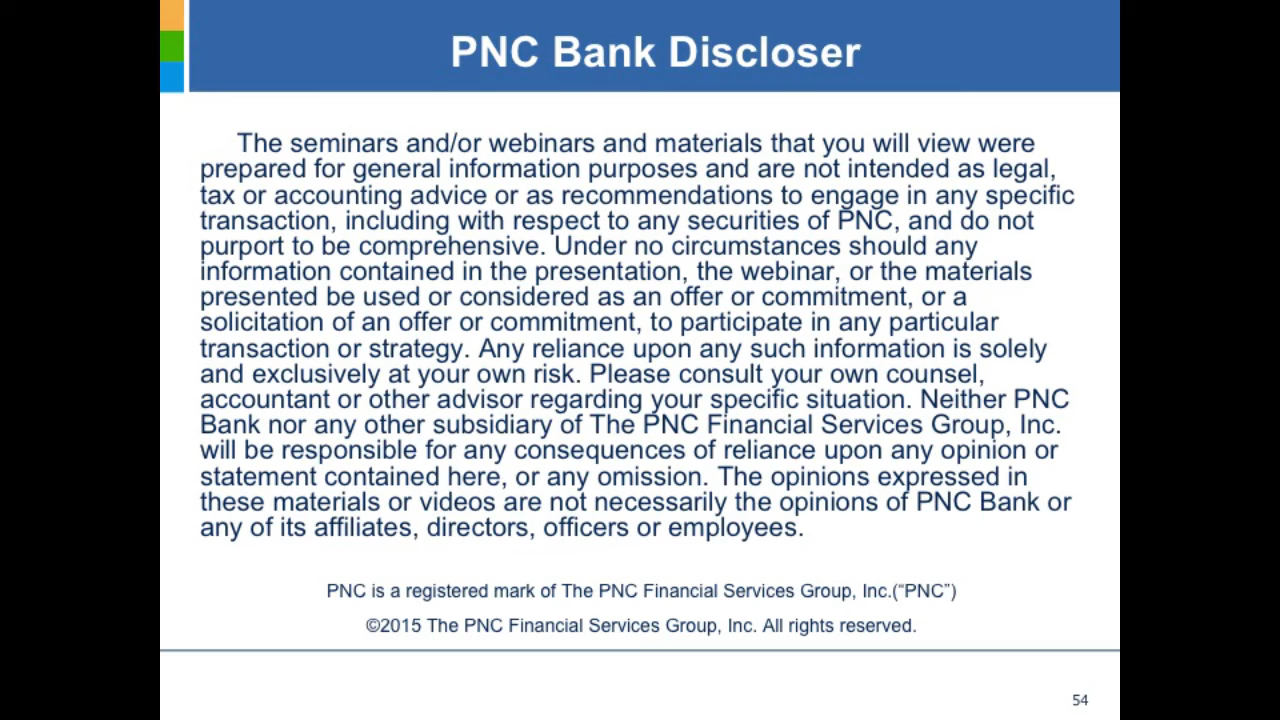 PNC Bank Discloser
The seminars and/or webinars and materials that you will view were
prepared for general information purposes and are not intended as legal,
tax or accounting advice or as recommendations to engage in any specific
transaction, including with respect to any securities of PNC, and do not
purport to be comprehensive. Under no circumstances should any
information contained in the presentation, the webinar, or the materials
presented be used or considered as an offer or commitment, or a
solicitation of an offer or commitment, to participate in any particular
transaction or strategy. Any reliance upon any such information is solely
and exclusively at your own risk. Please consult your own counsel,
accountant or other advisor regarding your specific situation. Neither PNC
Bank nor any other subsidiary of The PNC Financial Services Group, Inc.
will be responsible for any consequences of reliance upon any opinion or
statement contained here, or any omission. The opinions expressed in
these materials or videos are not necessarily the opinions of PNC Bank or
any of its affiliates, directors, officers or employees.
PNC is a registered mark of The PNC Financial Services Group, Inc.(“PNC”)
©2015 The PNC Financial Services Group, Inc. All rights reserved.
54